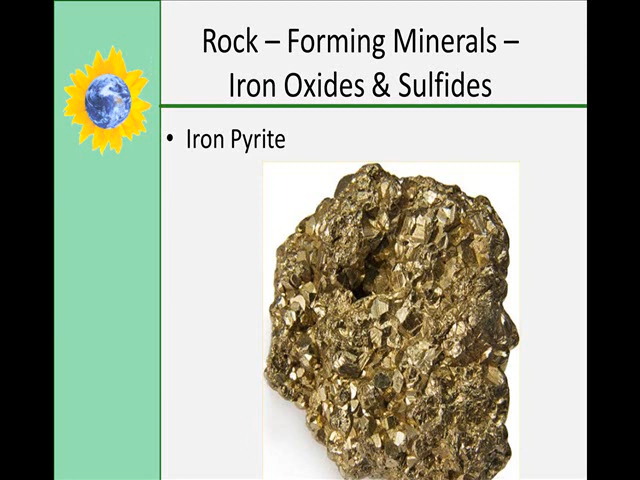 Rock – Forming Minerals –
Iron Oxides & Sulfides
• Iron Pyrite